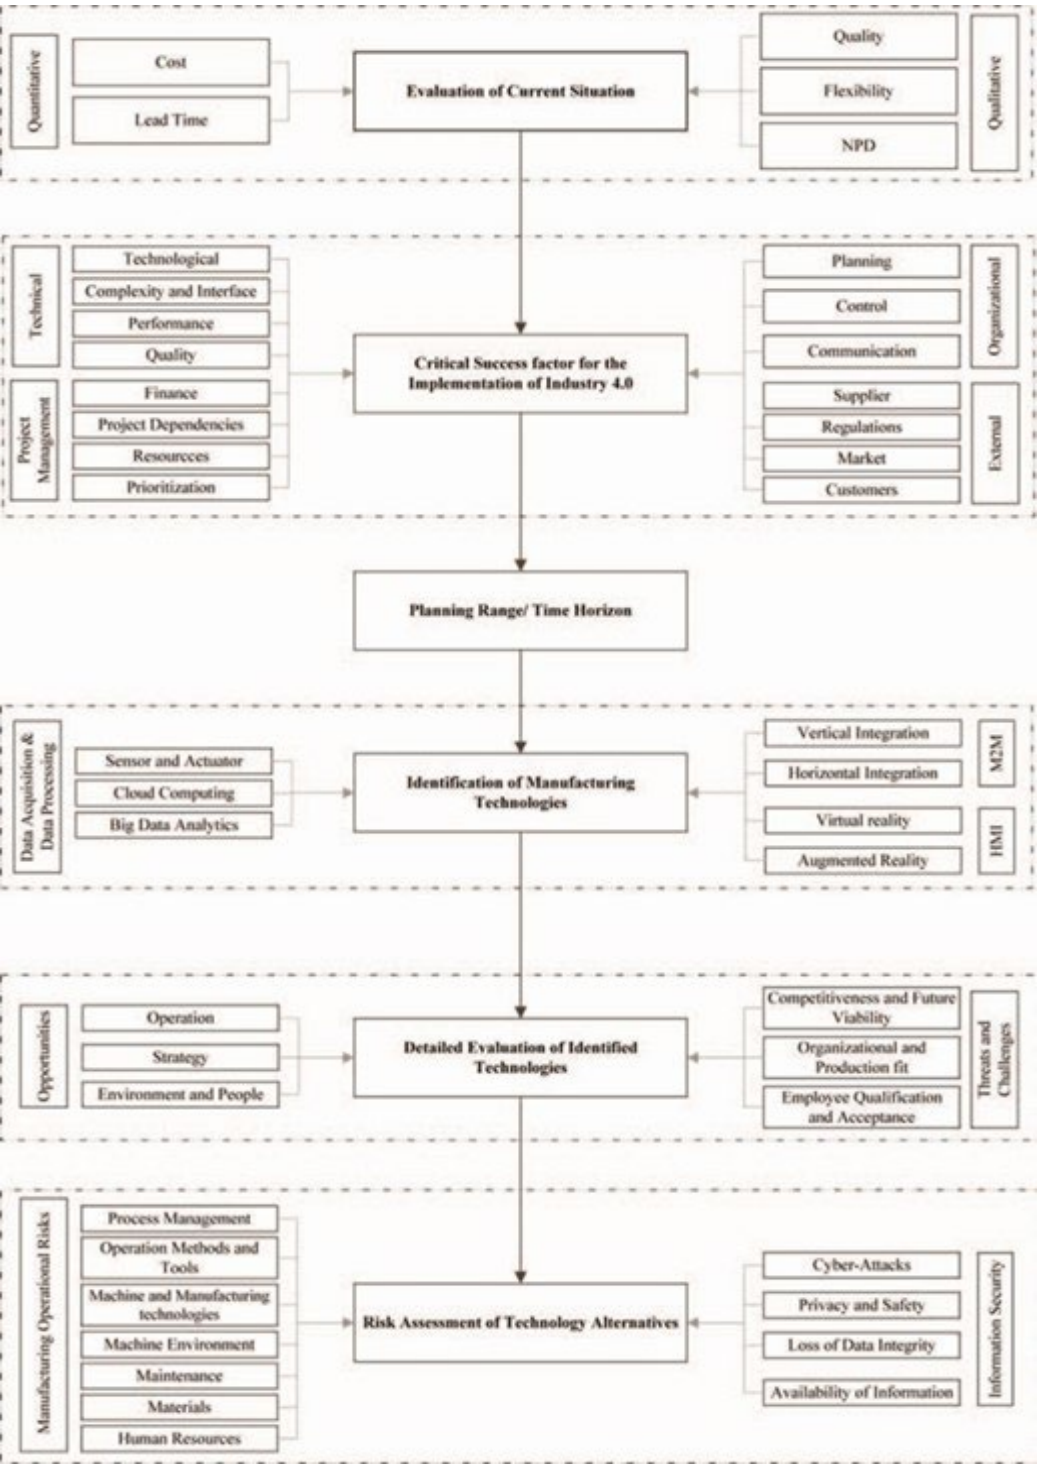 Quantitative
Cost
Lead Time
Evaluation of Current Situation
Quality
Flexibility
NPD
Qualitative
Technical
Technological
Complexity and Interface
Performance
Quality
Project
Management
Finance
Project Dependencies
Resourcces
Prioritization
Critical Success factor for the
Implementation of Industry 4.0
Planning
Control
Communication
Organizational
Supplier
Regulations
Market
Customers
External
Planning Range/ Time Horizon
Data Acquisition &
Data Processing
Sensor and Actuator
Cloud Computing
Big Data Analytics
Identification of Manufacturing
Technologies
Vertical Integration
Horizontal Integration
M2M
Virtual reality
Augmented Reality
HMI
Opportunities
Operation
Strategy
Environment and People
Detailed Evaluation of Identified
Technologies
Competitiveness and Future
Viability
Organizational and
Production fit
Employee Qualification
and Acceptance
Threats and
Challenges
Manufacturing Operational Risks
Process Management
Operation Methods and
Tools
Machine and Manufacturing
technologies
Machine Environment
Maintenance
Materials
Human Resources
Risk Assessment of Technology Alternatives
Cyber-Attacks
Privacy and Safety
Loss of Data Integrity
Availability of Information
Information Security